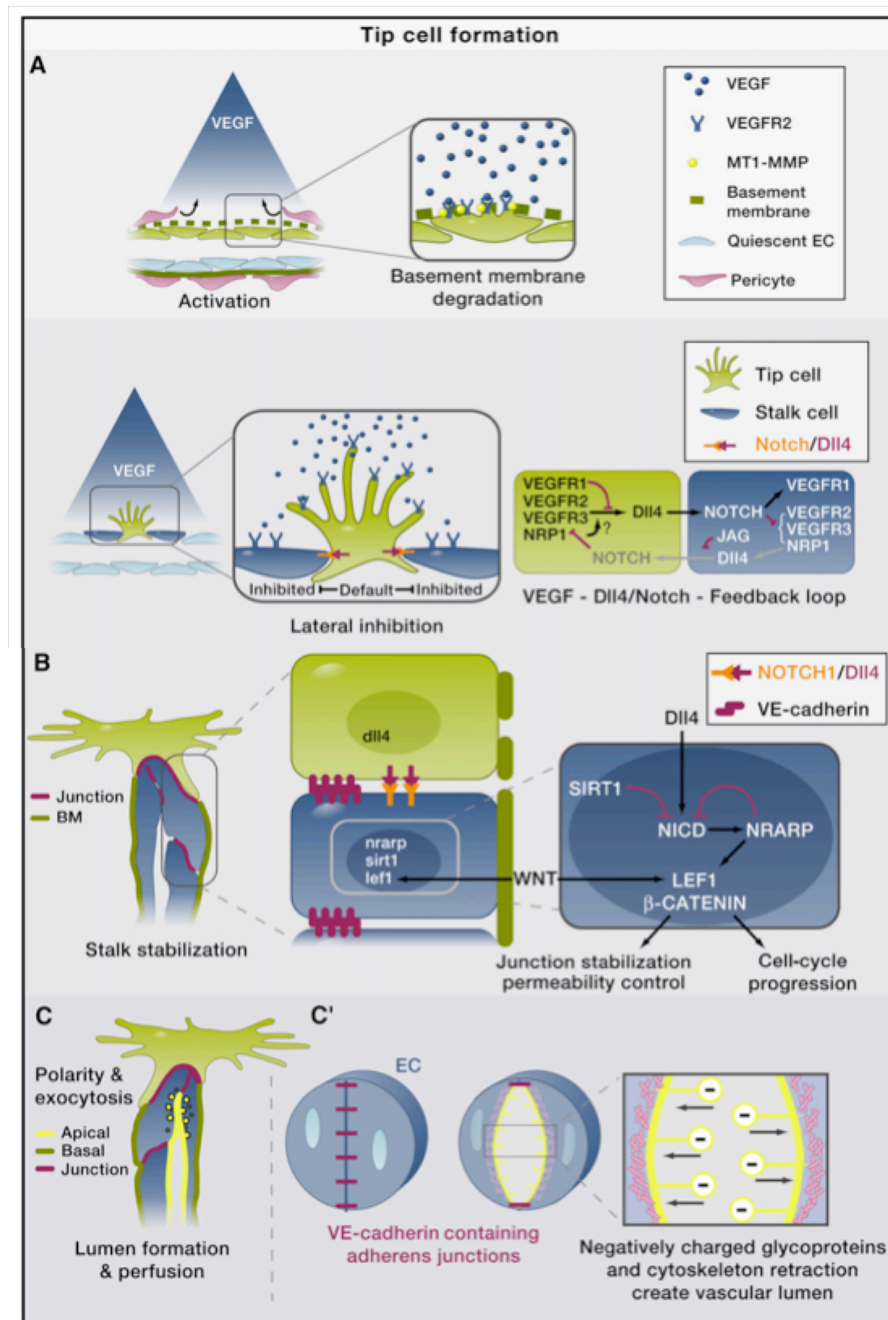 Tip cell formation
A
VEGF
Activation
Basement membrane
degradation
VEGF
VEGFR2
MT1-MMP
Basement
membrane
Quiescent EC
Pericyte
VEGF
Inhibited
Default
Inhibited
Lateral inhibition
Tip cell
Stalk cell
Notch/Dll4
VEGFR1
VEGFR2
VEGFR3
NRP1
?
Dll4
NOTCH
NOTCH
JAG
Dll4
VEGFR1
VEGFR2
VEGFR3
NRP1
VEGF - Dll4/Notch - Feedback loop
B
Junction
BM
Stalk stabilization
dll4
nrarp
sirt1
lef1
WNT
NOTCH1/Dll4
VE-cadherin
Dll4
SIRT1
NICD
NRARP
LEF1
β-CATENIN
Junction stabilization
permeability control
Cell-cycle
progression
C
Polarity &
exocytosis
Apical
Basal
Junction
Lumen formation
& perfusion
C'
EC
VE-cadherin containing
adherens junctions
Negatively charged glycoproteins
and cytoskeleton retraction
create vascular lumen